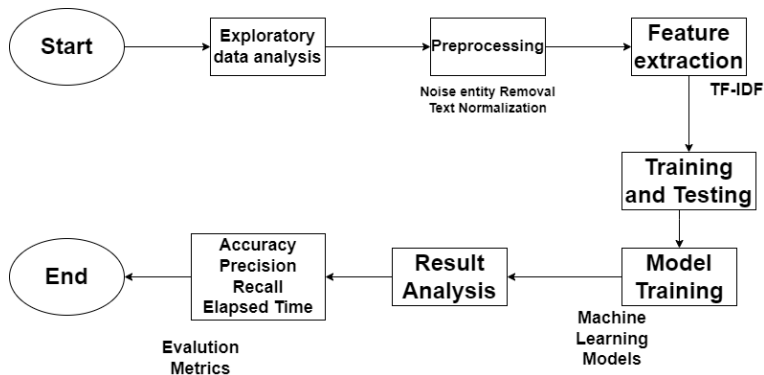 Start
Exploratory
data analysis
Preprocessing
Noise entity Removal
Text Normalization
Feature
extraction
TF-IDF
Training
and Testing
Model
Training
Machine
Learning
Models
Result
Analysis
Accuracy
Precision
Recall
Elapsed Time
Evalution
Metrics
End